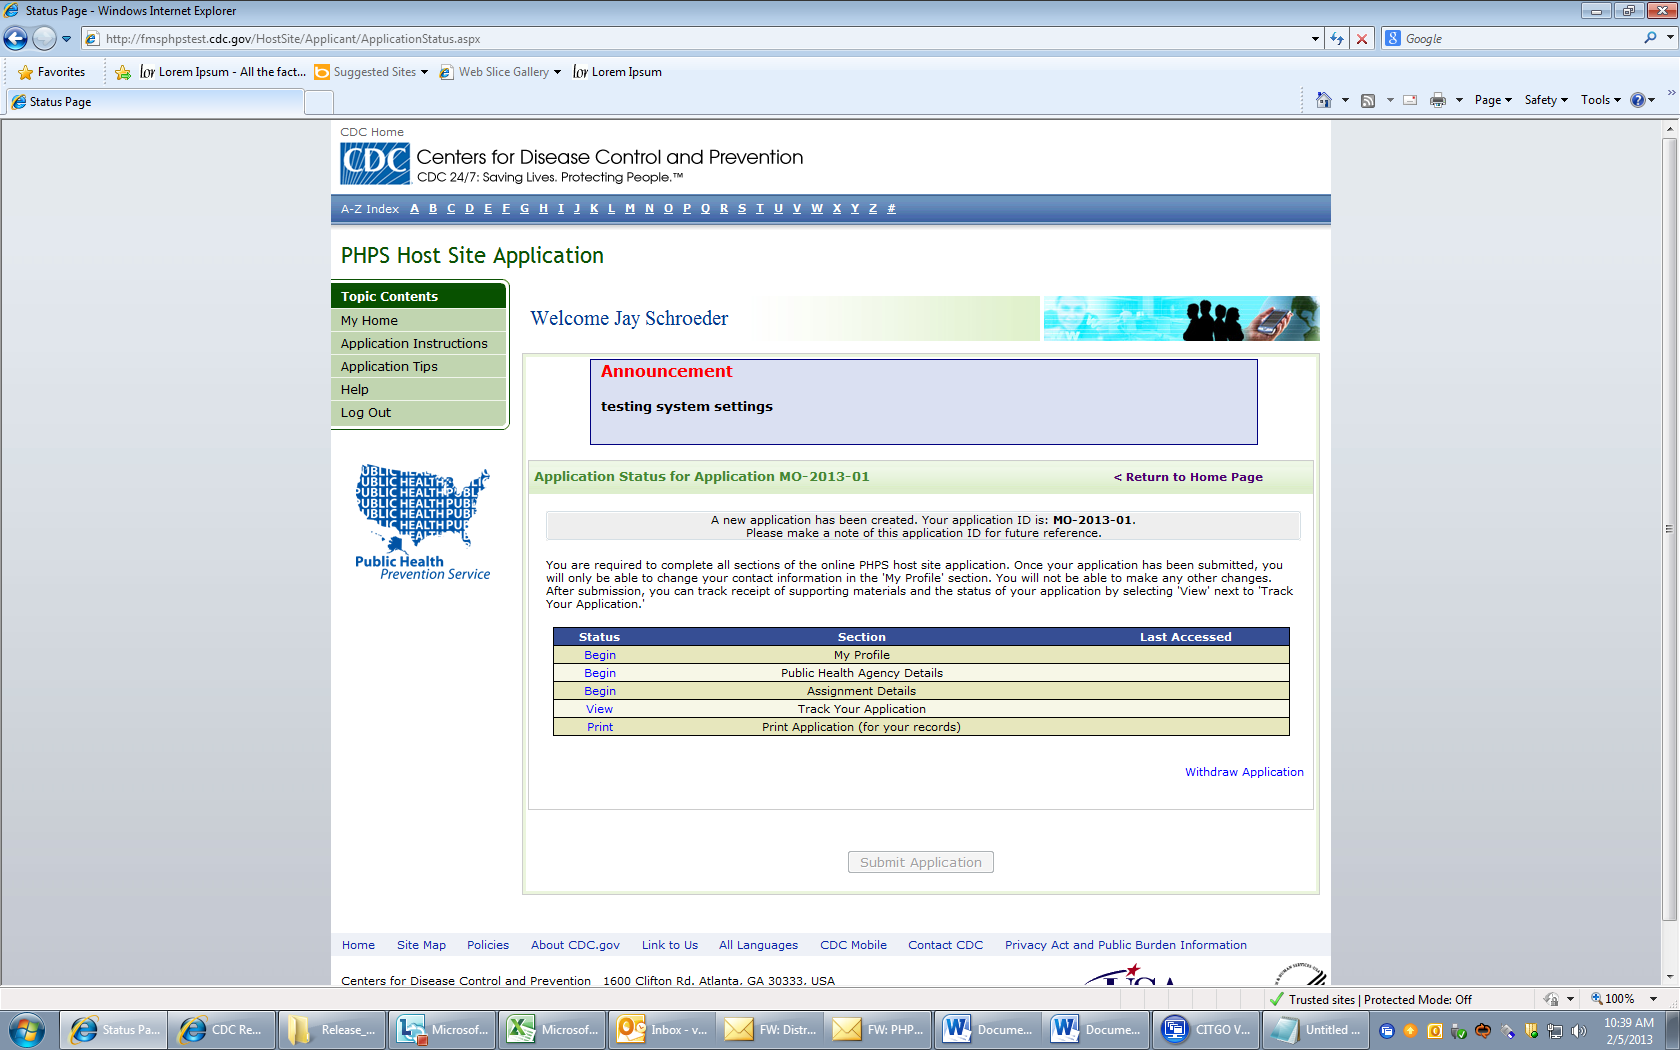 Status Page - Windows Internet Explorer
http://fmsphpstest.cdc.gov/HostSite/Applicant/ApplicationStatus.aspx
Google
Favorites
lor Lorem Ipsum - All the fact...
Suggested Sites
Web Slice Gallery
lor Lorem Ipsum
Status Page
Page
Safety
Tools
CDC Home
CDC
Centers for Disease Control and Prevention
CDC 24/7: Saving Lives. Protecting People.™
A-Z Index A B C D E F G H I J K L M N O P Q R S T U V W X Y Z #
PHPS Host Site Application
Topic Contents
My Home
Application Instructions
Application Tips
Help
Log Out
Welcome Jay Schroeder
Announcement
testing system settings
Public Health
Prevention Service
Application Status for Application MO-2013-01
< Return to Home Page
A new application has been created. Your application ID is: MO-2013-01.
Please make a note of this application ID for future reference.
You are required to complete all sections of the online PHPS host site application. Once your application has been submitted, you
will only be able to change your contact information in the 'My Profile' section. You will not be able to make any other changes.
After submission, you can track receipt of supporting materials and the status of your application by selecting 'View' next to 'Track
Your Application.'
Status Section Last Accessed
Begin My Profile
Begin Public Health Agency Details
Begin Assignment Details
View Track Your Application
Print Print Application (for your records)
Withdraw Application
Submit Application
Home Site Map Policies About CDC.gov Link to Us All Languages CDC Mobile Contact CDC Privacy Act and Public Burden Information
Centers for Disease Control and Prevention 1600 Clifton Rd. Atlanta, GA 30333, USA
Trusted sites | Protected Mode: Off
100%
Status Pa...
CDC Re...
Release_...
Microsof...
Microsof...
Inbox - v...
FW: Distr...
FW: PHP...
Docume...
Docume...
CITGO V...
Untitled ...
10:39 AM
2/5/2013